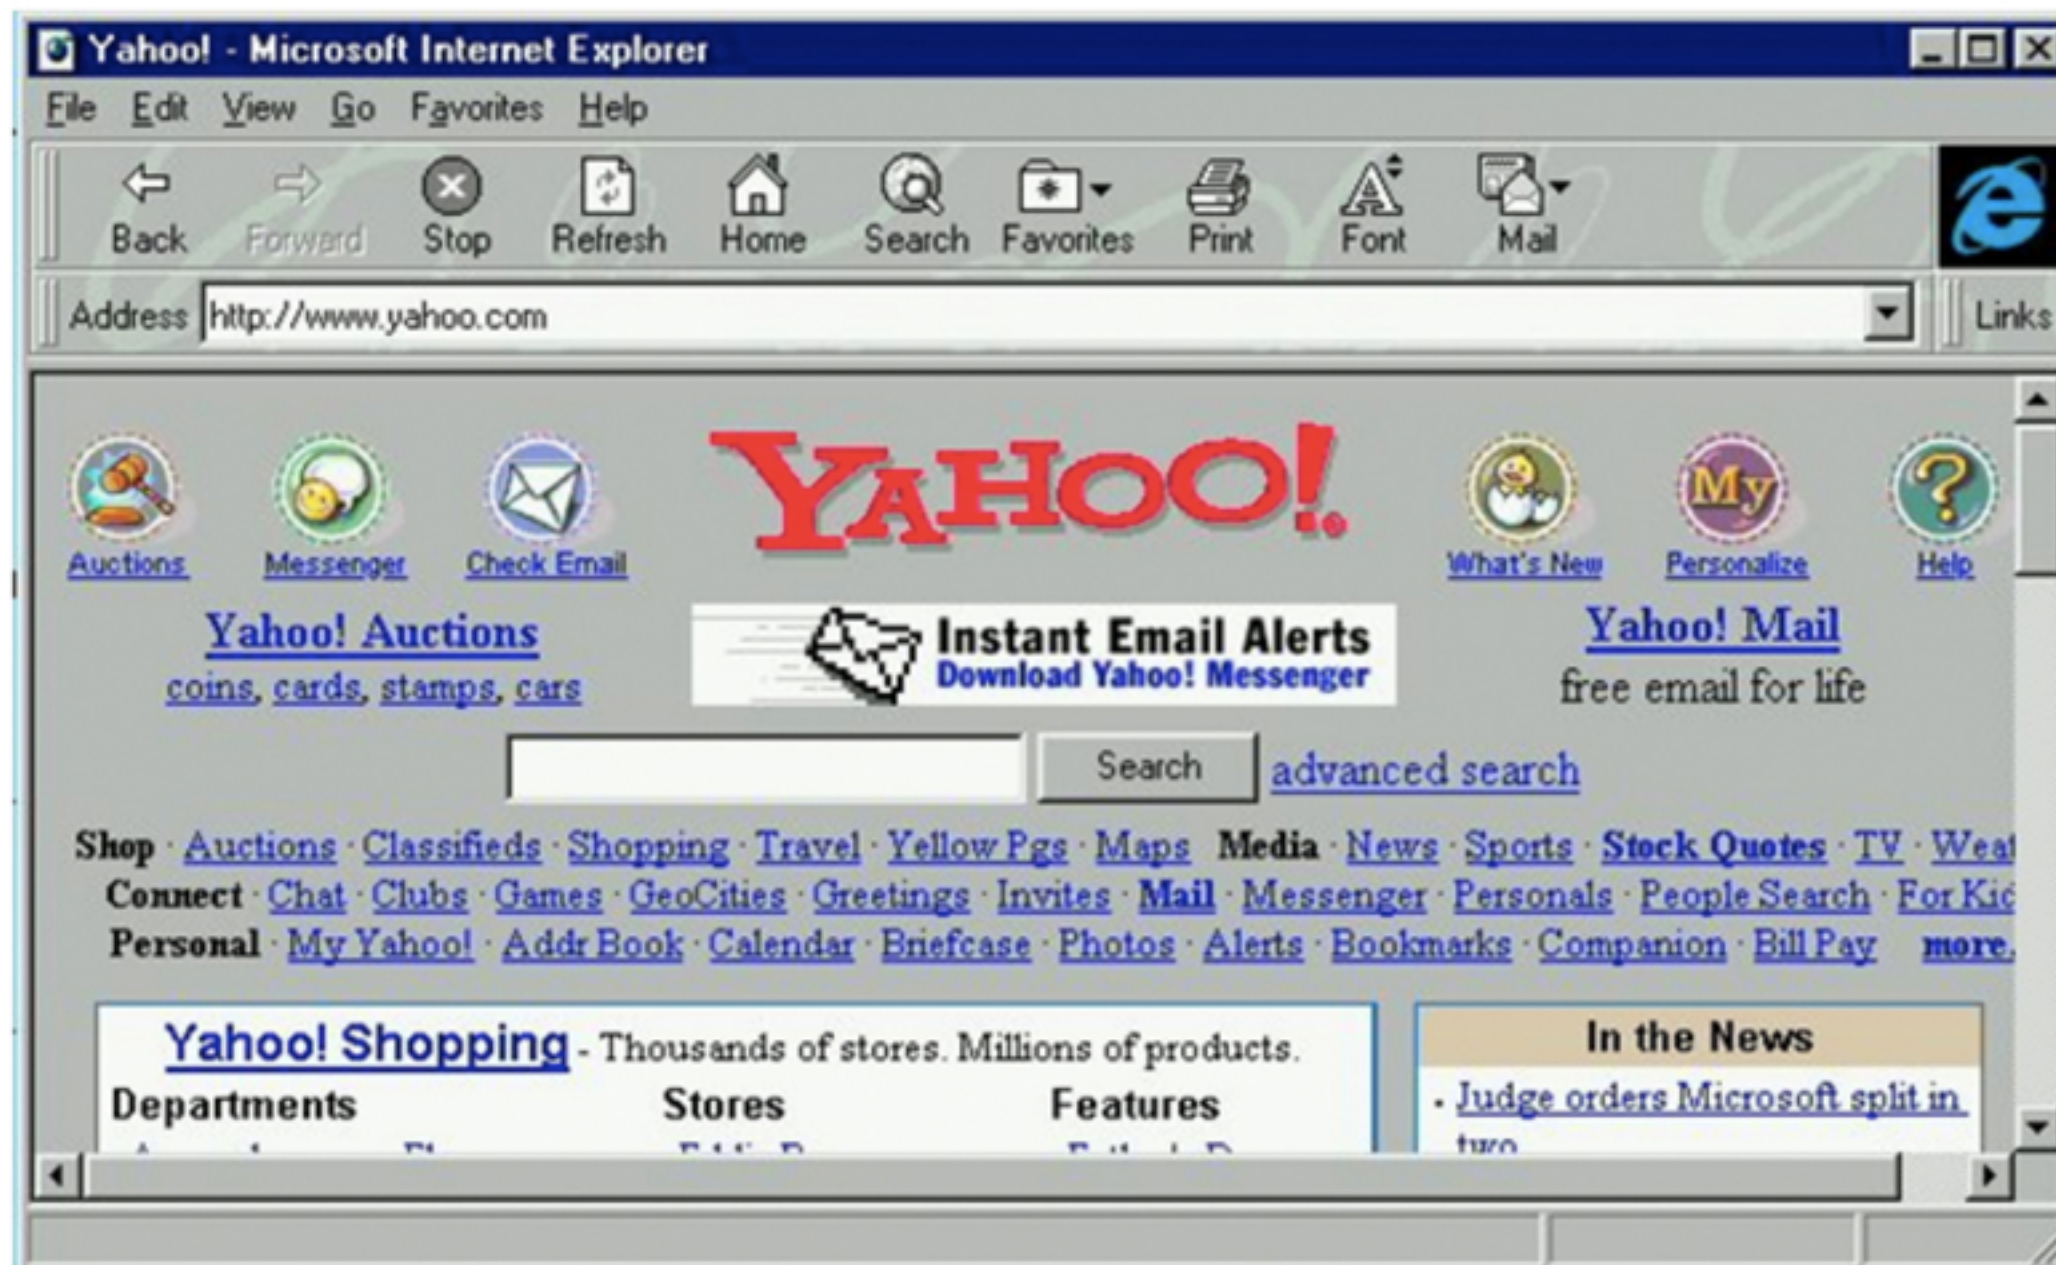 Yahoo! - Microsoft Internet Explorer
File Edit View Go Favorites Help
Back Forward Stop Refresh Home Search Favorites Print Font Mail
Address http://www.yahoo.com Links
YAHOO!
My
Auctions Messenger Check Email What's New Personalize Help
Yahoo! Auctions
coins, cards, stamps, cars
Instant Email Alerts
Download Yahoo! Messenger
Yahoo! Mail
free email for life
Search advanced search
Shop · Auctions · Classifieds · Shopping · Travel · Yellow Pgs · Maps Media · News · Sports · Stock Quotes · TV · Weat
Connect · Chat · Clubs · Games · GeoCities · Greetings · Invites · Mail · Messenger · Personals · People Search · For Kid
Personal · My Yahoo! · Addr Book · Calendar · Briefcase · Photos · Alerts · Bookmarks · Companion · Bill Pay more.
Yahoo! Shopping - Thousands of stores. Millions of products.
Departments Stores Features
In the News
· Judge orders Microsoft split in
two